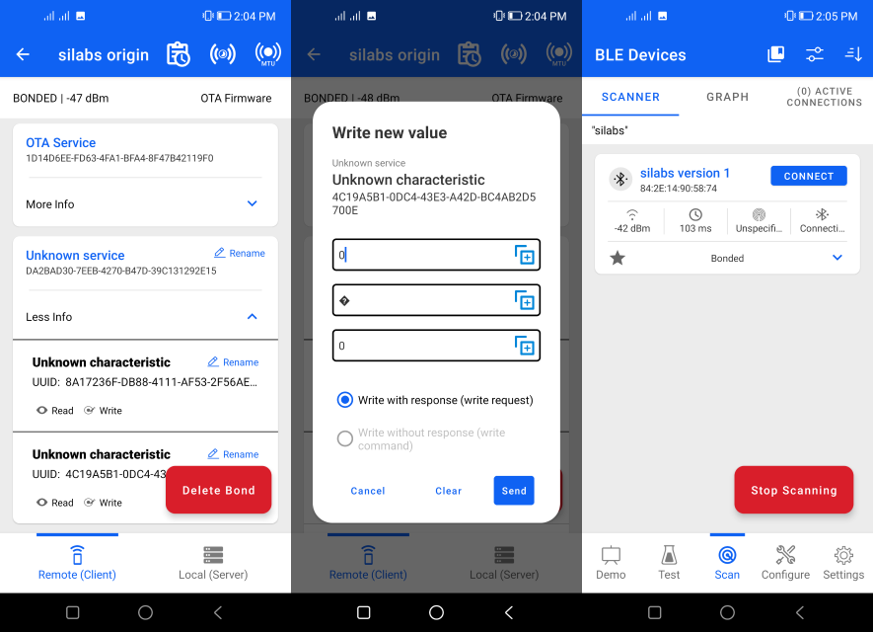 2:04 PM
silabs origin
MTU
BONDED | -47 dBm
OTA Firmware
OTA Service
1D14D6EE-FD63-4FA1-BFA4-8F47B42119F0
More Info
Unknown service
Rename
DA2BAD30-7EEB-4270-B47D-39C131292E15
Less Info
Unknown characteristic
Rename
UUID: 8A17236F-DB88-4111-AF53-2F56AE...
Read
Write
Unknown characteristic
Rename
UUID: 4C19A5B1-0DC4-43
Read
Write
Delete Bond
Remote (Client)
Local (Server)
2:04 PM
silabs origin
MTU
BONDED | -48 dBm
OTA Firmware
Write new value
Unknown service
Unknown characteristic
4C19A5B1-0DC4-43E3-A42D-BC4AB2D5
700E
0
�
0
Write with response (write request)
Write without response (write
command)
Cancel
Clear
Send
Remote (Client)
Local (Server)
2:05 PM
BLE Devices
SCANNER
GRAPH
(0) ACTIVE
CONNECTIONS
"silabs"
silabs version 1
84:2E:14:90:58:74
CONNECT
-42 dBm
103 ms
Unspecifi...
Connecti...
Bonded
Stop Scanning
Demo
Test
Scan
Configure
Settings